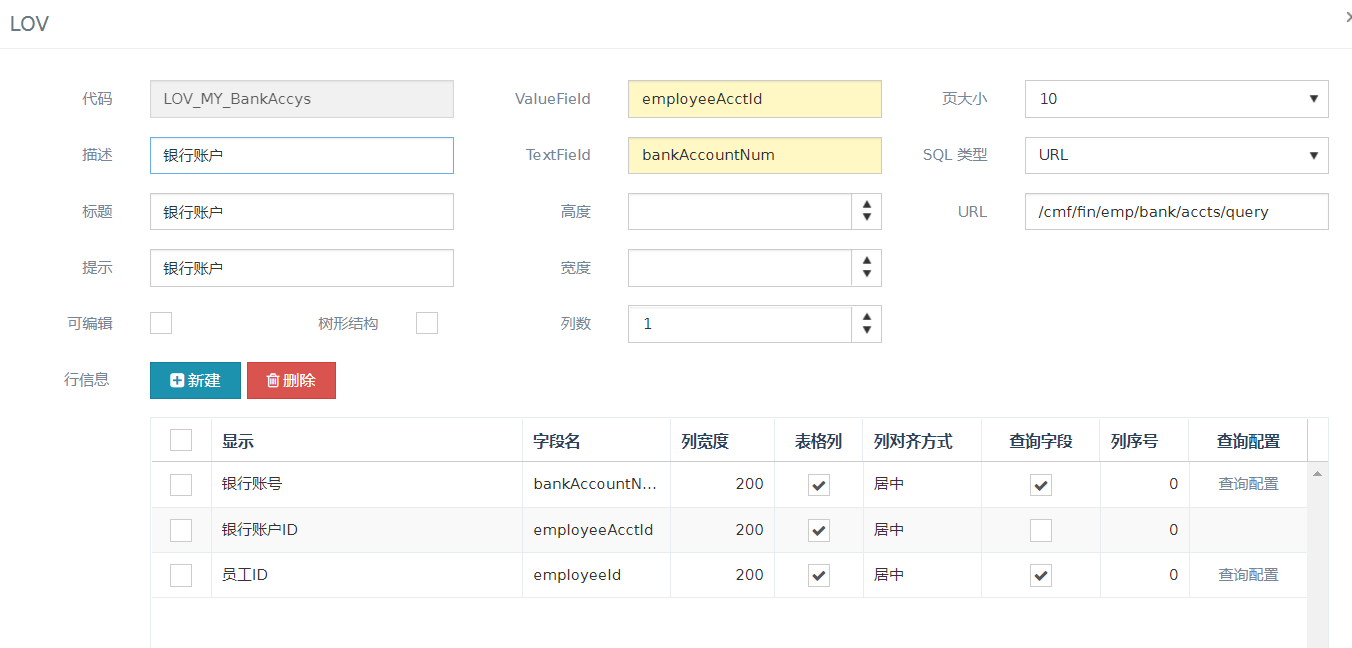 LOV
代码 LOV_MY_BankAccys ValueField employeeAcctId 页大小 10
描述 银行账户 TextField bankAccountNum SQL 类型 URL
标题 银行账户 高度 URL /cmf/fin/emp/bank/accts/query
提示 银行账户 宽度
可编辑 树形结构 列数 1
行信息 新建 删除
显示 字段名 列宽度 表格列 列对齐方式 查询字段 列序号 查询配置
银行账号 bankAccountN... 200 居中 0 查询配置
银行账户ID employeeAcctId 200 居中 0
员工ID employeeId 200 居中 0 查询配置